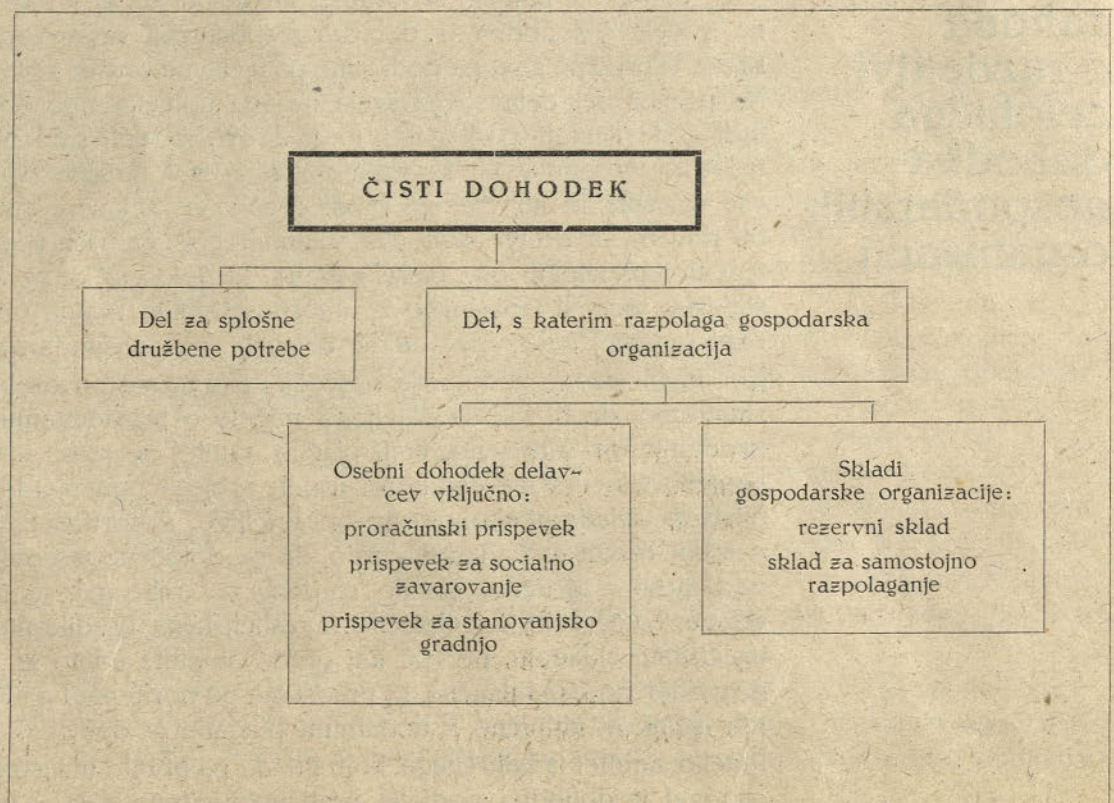 ČISTI DOHODEK
Del za splošne
družbene potrebe
Del, s katerim razpolaga gospodarska
organizacija
Osebni dohodek delav-
cev vključno:
proračunski prispevek
prispevek za socialno
zavarovanje
prispevek za stanovanjsko
gradnjo
Skladi
gospodarske organizacije:
rezervni sklad
sklad za samostojno
razpolaganje